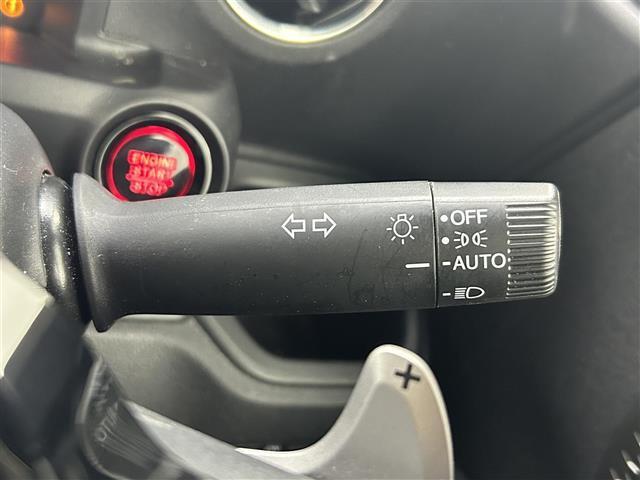 ENGINE
START
STOP
OFF
AUTO
+